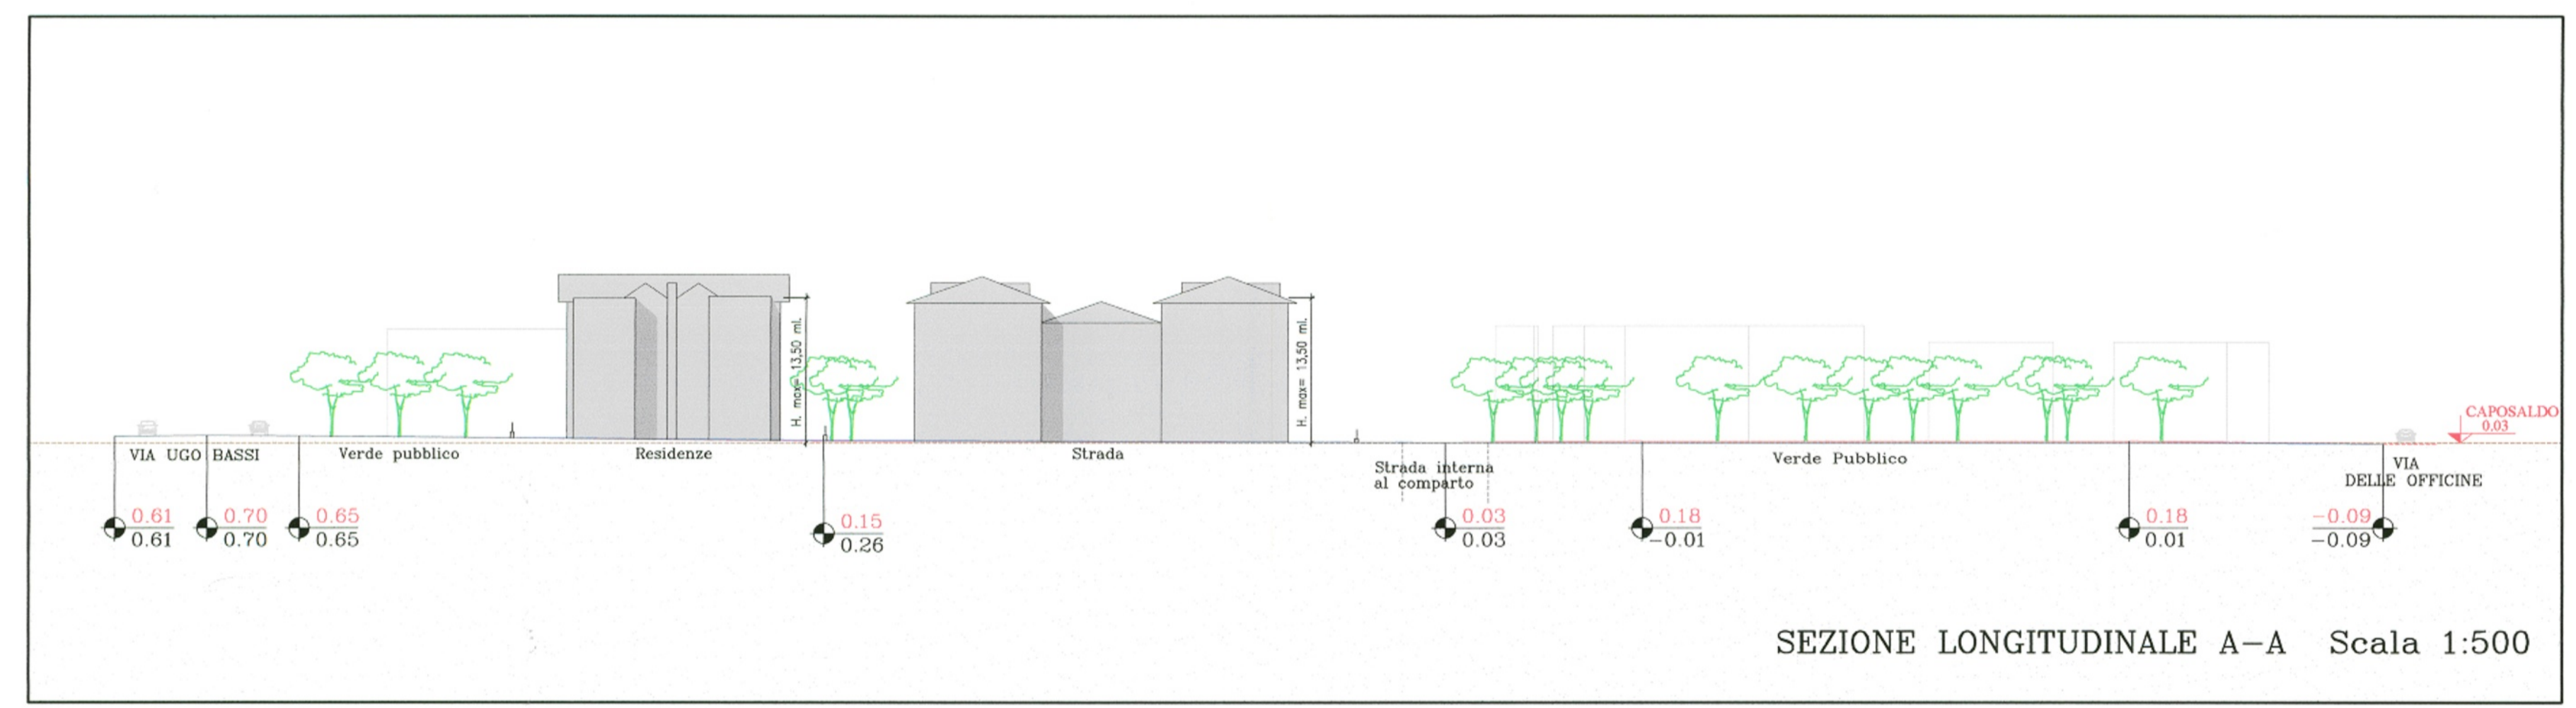 H. max= 13,50 ml.
H. max= 13,50 ml.
CAPOSALDO
0.03
VIA UGO BASSI
Verde pubblico
Residenze
Strada
Strada interna
al comparto
Verde Pubblico
VIA
DELLE OFFICINE
0.61
0.61
0.70
0.70
0.65
0.65
0.15
0.26
0.03
0.03
0.18
-0.01
0.18
0.01
-0.09
-0.09
SEZIONE LONGITUDINALE A-A Scala 1:500